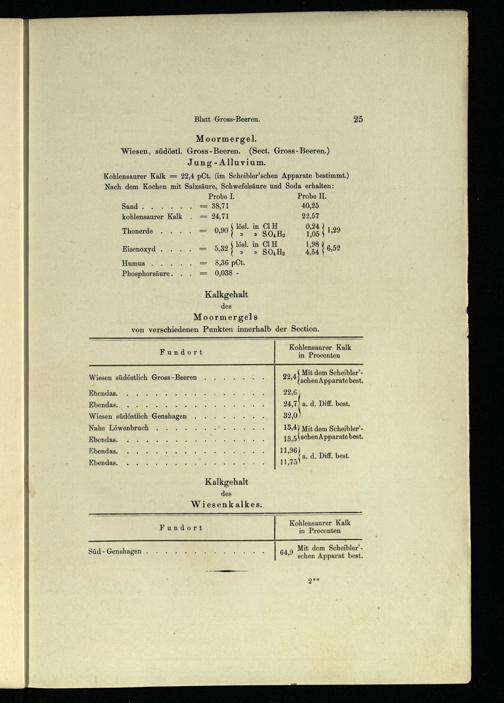 Blatt Gross-Beeren. 25
Moormergel.
Wiesen, südöstl. Gross-Beeren. (Sect. Gross-Beeren.)
Jung-Alluvium.
Kohlensaurer Kalk = 22,4 pCt. (im Scheibler'schen Apparate bestimmt.)
Nach dem Kochen mit Salzsäure, Schwefelsäure und Soda erhalten:
Probe I. Probe II.
Sand . . . . . . = 38,71 40,25
kohlensaurer Kalk . = 24,71 22,57
Thonerde . . . . = 0,90 { lösl. in Cl H 0,24 } 1,29
» » SO4H2 1,05
Eisenoxyd . . . . = 5,32 { lösl. in Cl H 1,98 } 6,52
» » SO4H2 4,54
Humus . . . . . = 8,36 pCt.
Phosphorsäure . . . = 0,038 -
Kalkgehalt
des
Moormergels
von verschiedenen Punkten innerhalb der Section.
Fundort Kohlensaurer Kalk
in Procenten
Wiesen südöstlich Gross-Beeren . . . . . . . 22,4 { Mit dem Scheibler'-
schen Apparate best.
Ebendas. . . . . . . . . . . . . . . . 22,6
Ebendas. . . . . . . . . . . . . . . . 24,7 } a. d. Diff. best.
Wiesen südöstlich Genshagen . . . . . . . . 32,0
Nahe Löwenbruch . . . . . . . . . . . 13,4 } Mit dem Scheibler'-
Ebendas. . . . . . . . . . . . . . . . 13,5 schen Apparate best.
Ebendas. . . . . . . . . . . . . . . . 11,96 } a. d. Diff. best.
Ebendas. . . . . . . . . . . . . . . . 11,75
Kalkgehalt
des
Wiesenkalkes.
Fundort Kohlensaurer Kalk
in Procenten
Süd-Genshagen . . . . . . . . . . . . . 64,9 Mit dem Scheibler'-
schen Apparat best.
2**